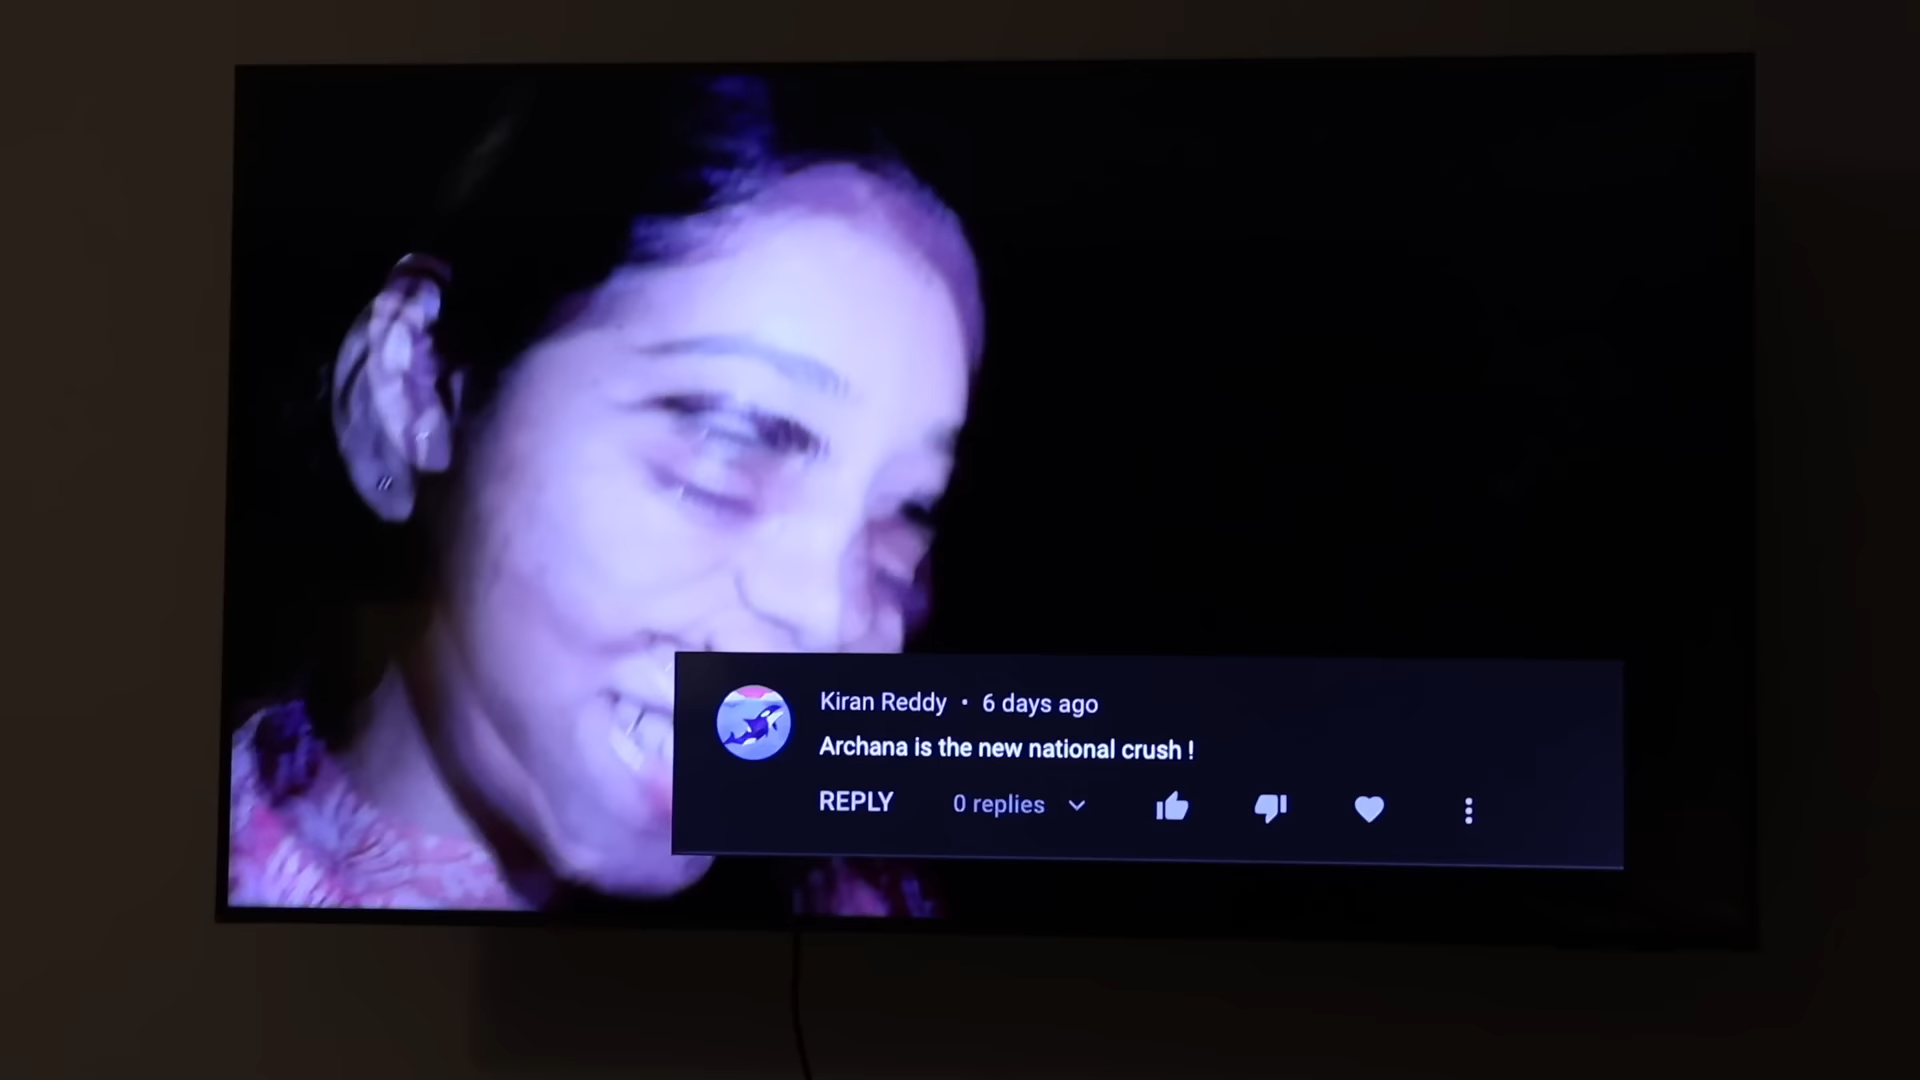 Kiran Reddy • 6 days ago
Archana is the new national crush !
REPLY 0 replies